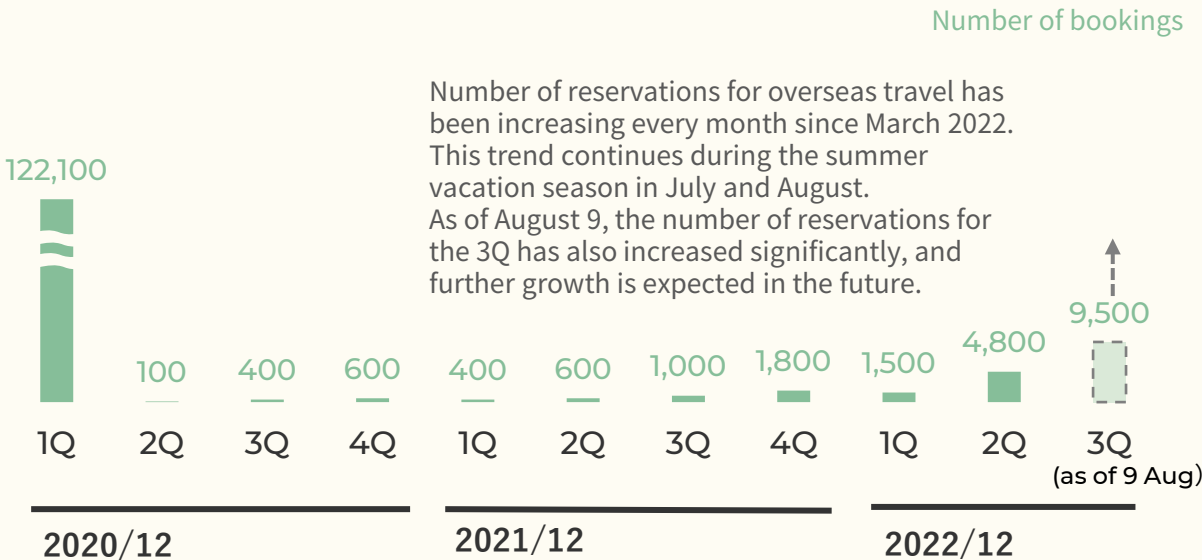 Number of bookings
Number of reservations for overseas travel has
been increasing every month since March 2022.
This trend continues during the summer
vacation season in July and August.
As of August 9, the number of reservations for
the 3Q has also increased significantly, and
further growth is expected in the future.
122,100
100
400
600
400
600
1,000
1,800
1,500
4,800
9,500
1Q
2Q
3Q
4Q
1Q
2Q
3Q
4Q
1Q
2Q
3Q
(as of 9 Aug）
2020/12
2021/12
2022/12